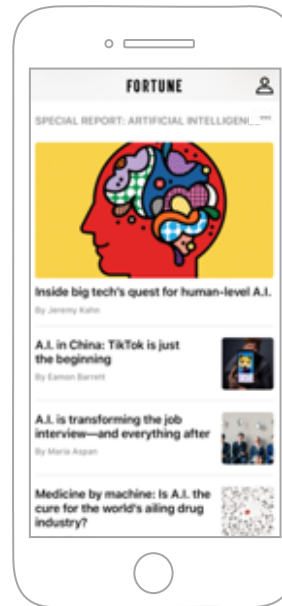 FORTUNE
SPECIAL REPORT: ARTIFICIAL INTELLIGEN...
Inside big tech's quest for human-level A.I.
By Jeremy Kahn
A.I. in China: TikTok is just
the beginning
By Eamon Barrett
A.I. is transforming the job
interview—and everything after
By Maria Aspan
Medicine by machine: Is A.I. the
cure for the world's ailing drug
industry?